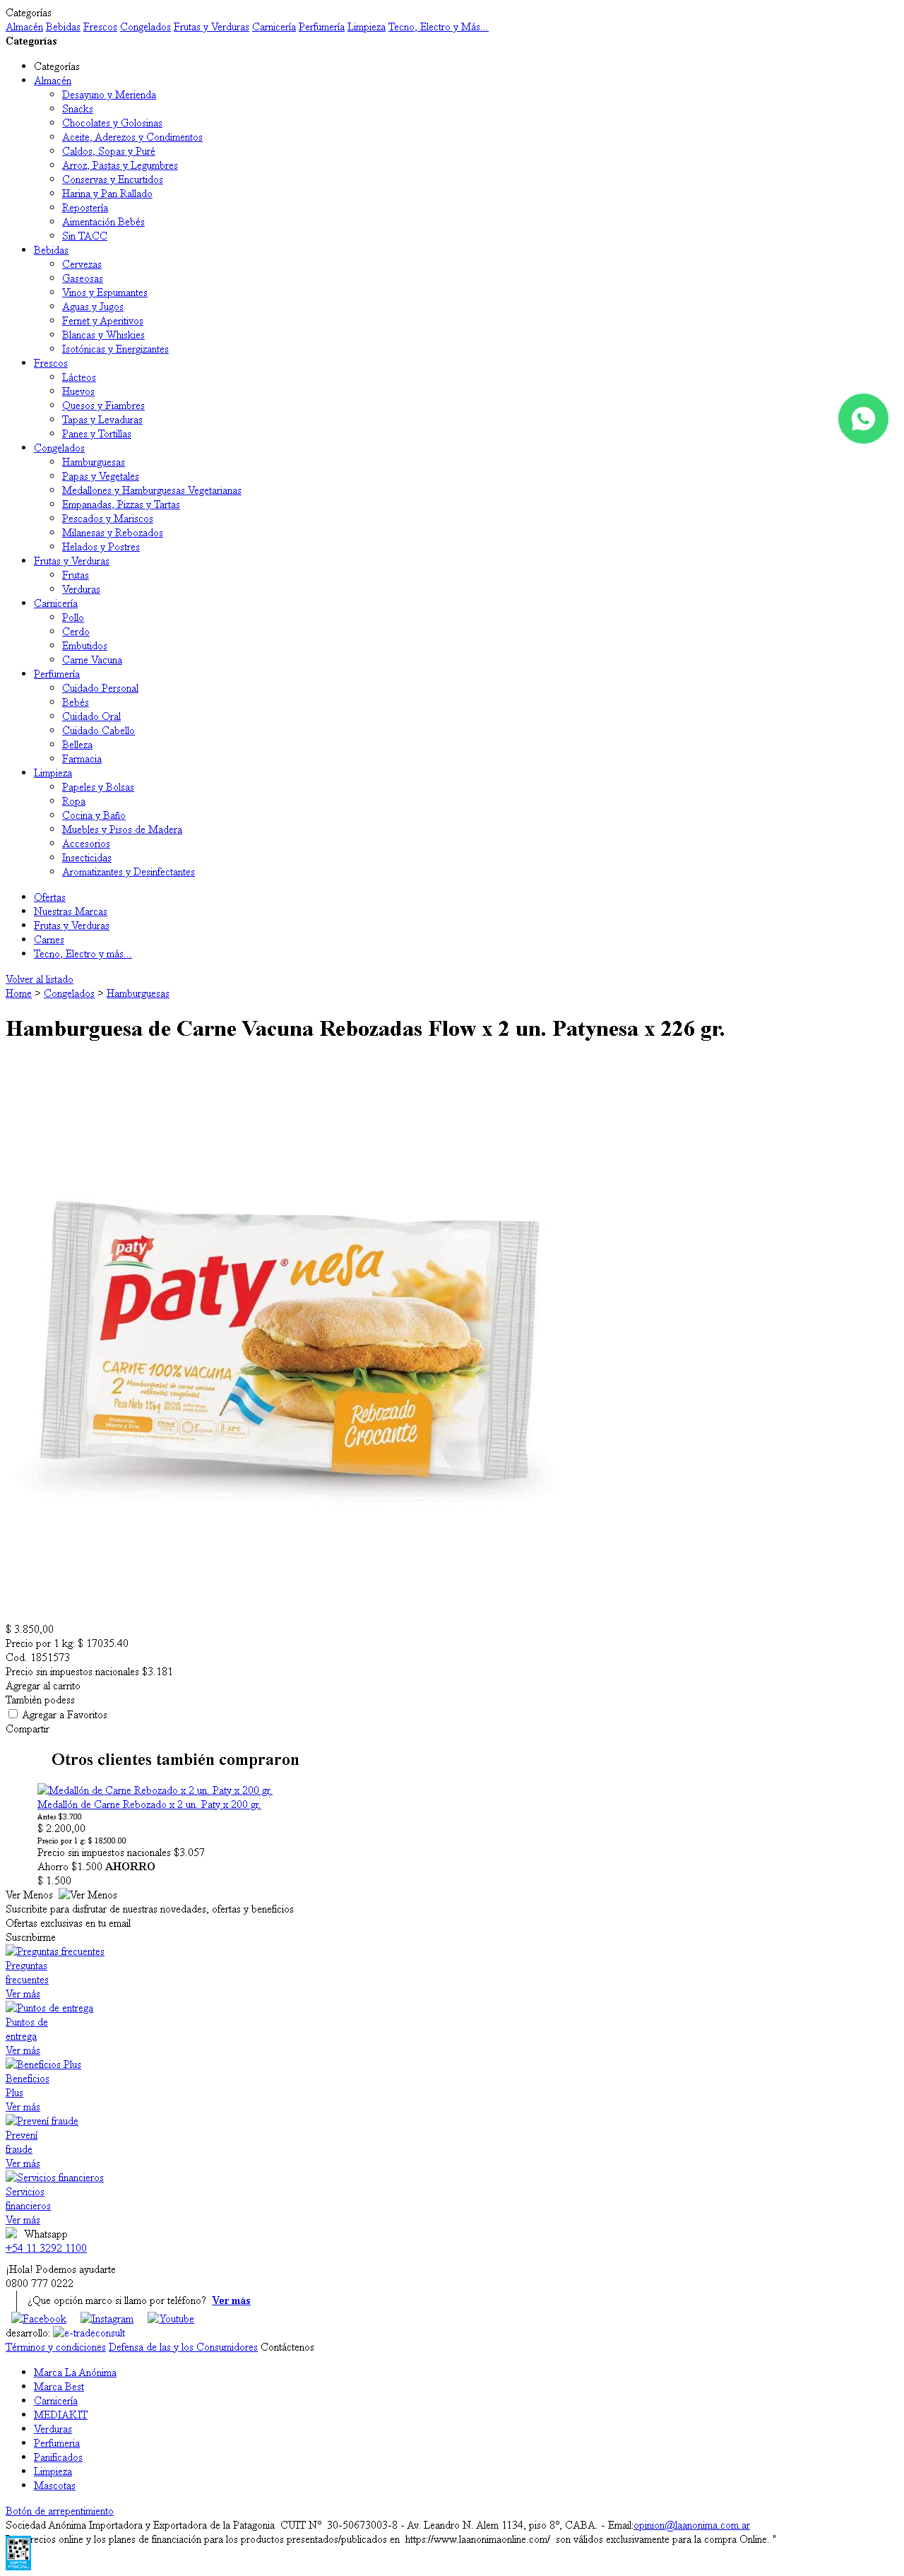 Categorías
Almacén Bebidas Frescos Congelados Frutas y Verduras Carnicería Perfumería Limpieza Tecno, Electro y Más...
Categorías
Categorías
Almacén
Desayuno y Merienda
Snacks
Chocolates y Golosinas
Aceite, Aderezos y Condimentos
Caldos, Sopas y Puré
Arroz, Pastas y Legumbres
Conservas y Encurtidos
Harina y Pan Rallado
Repostería
Aimentación Bebés
Sin TACC
Bebidas
Cervezas
Gaseosas
Vinos y Espumantes
Aguas y Jugos
Fernet y Aperitivos
Blancas y Whiskies
Isotónicas y Energizantes
Frescos
Lácteos
Huevos
Quesos y Fiambres
Tapas y Levaduras
Panes y Tortillas
Congelados
Hamburguesas
Papas y Vegetales
Medallones y Hamburguesas Vegetarianas
Empanadas, Pizzas y Tartas
Pescados y Mariscos
Milanesas y Rebozados
Helados y Postres
Frutas y Verduras
Frutas
Verduras
Carnicería
Pollo
Cerdo
Embutidos
Carne Vacuna
Perfumería
Cuidado Personal
Bebés
Cuidado Oral
Cuidado Cabello
Belleza
Farmacia
Limpieza
Papeles y Bolsas
Ropa
Cocina y Baño
Muebles y Pisos de Madera
Accesorios
Insecticidas
Aromatizantes y Desinfectantes
Ofertas
Nuestras Marcas
Frutas y Verduras
Carnes
Tecno, Electro y más...
Volver al listado
Home > Congelados > Hamburguesas
Hamburguesa de Carne Vacuna Rebozadas Flow x 2 un. Patynesa x 226 gr.
paty
paty® nesa
CARNE 100% VACUNA
2 Hamburguesas de carne vacuna rebozadas congeladas
Peso Neto 226g
Proteínas, Hierro y Zinc
Rebozado
Crocante
$ 3.850,00
Precio por 1 kg: $ 17035.40
Cod. 1851573
Precio sin impuestos nacionales $3.181
Agregar al carrito
También podess
Agregar a Favoritos
Compartir
Otros clientes también compraron
Medallón de Carne Rebozado x 2 un. Paty x 200 gr.
Medallón de Carne Rebozado x 2 un. Paty x 200 gr.
Antes $3.700
$ 2.200,00
Precio por 1 g: $ 18500.00
Precio sin impuestos nacionales $3.057
Ahorro $1.500 AHORRO
$ 1.500
Ver Menos Ver Menos
Suscribite para disfrutar de nuestras novedades, ofertas y beneficios
Ofertas exclusivas en tu email
Suscribirme
Preguntas frecuentes
Preguntas
frecuentes
Ver más
Puntos de entrega
Puntos de
entrega
Ver más
Beneficios Plus
Beneficios
Plus
Ver más
Prevení fraude
Prevení
fraude
Ver más
Servicios financieros
Servicios
financieros
Ver más
Whatsapp
+54 11 3292 1100
¡Hola! Podemos ayudarte
0800 777 0222
¿Que opción marco si llamo por teléfono? Ver más
Facebook Instagram Youtube
desarrollo: e-tradeconsult
Términos y condiciones Defensa de las y los Consumidores Contáctenos
Marca La Anónima
Marca Best
Carnicería
MEDIAKIT
Verduras
Perfumeria
Panificados
Limpieza
Mascotas
Botón de arrepentimiento
Sociedad Anónima Importadora y Exportadora de la Patagonia CUIT Nº 30-50673003-8 - Av. Leandro N. Alem 1134, piso 8º, CABA. - Email:opinion@laanonima.com.ar
precios online y los planes de financiación para los productos presentados/publicados en https://www.laanonimaonline.com/ son válidos exclusivamente para la compra Online. "
DATA FISCAL